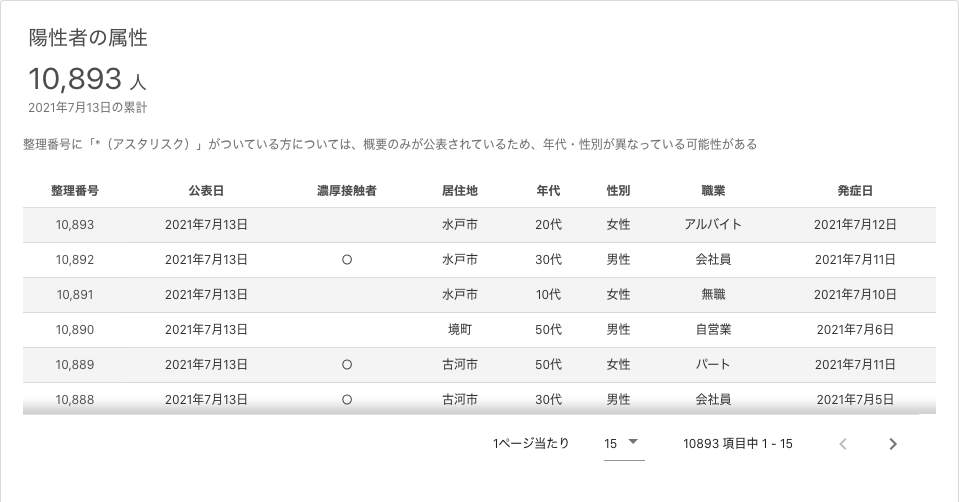 陽性者の属性
10,893 人
2021年7月13日の累計
整理番号に「*（アスタリスク）」がついている方については、概要のみが公表されているため、年代・性別が異なっている可能性がある
整理番号 公表日 濃厚接触者 居住地 年代 性別 職業 発症日
10,893 2021年7月13日 水戸市 20代 女性 アルバイト 2021年7月12日
10,892 2021年7月13日 〇 水戸市 30代 男性 会社員 2021年7月11日
10,891 2021年7月13日 水戸市 10代 女性 無職 2021年7月10日
10,890 2021年7月13日 境町 50代 男性 自営業 2021年7月6日
10,889 2021年7月13日 〇 古河市 50代 女性 パート 2021年7月11日
10,888 2021年7月13日 〇 古河市 30代 男性 会社員 2021年7月5日
1ページ当たり 15 10893 項目中 1 - 15